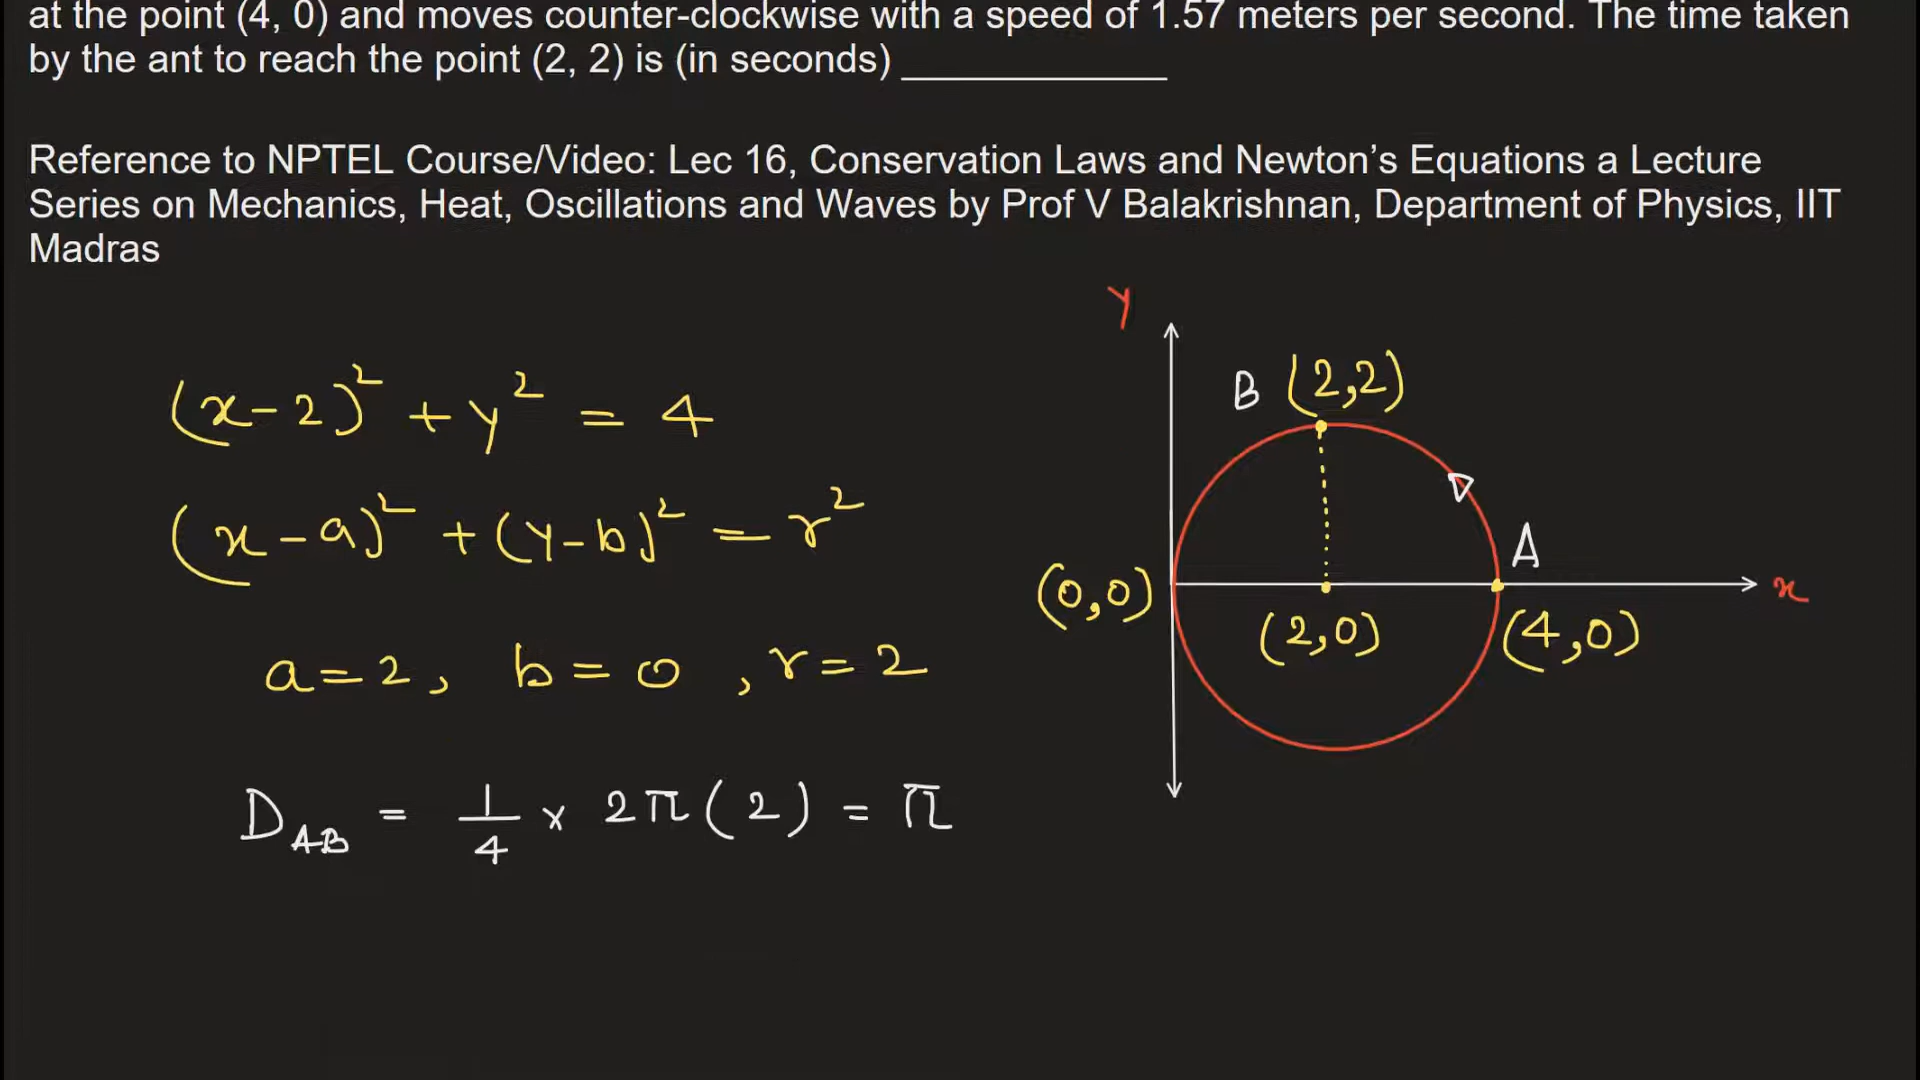 at the point (4, 0) and moves counter-clockwise with a speed of 1.57 meters per second. The time taken
by the ant to reach the point (2, 2) is (in seconds) ____________
Reference to NPTEL Course/Video: Lec 16, Conservation Laws and Newton’s Equations a Lecture
Series on Mechanics, Heat, Oscillations and Waves by Prof V Balakrishnan, Department of Physics, IIT
Madras
(x-2)² + y² = 4
(x-a)² + (y-b)² = r²
a=2, b=0, r=2
D_AB = 1/4 × 2π(2) = π
y
B (2,2)
A
(0,0)
x
(2,0)
(4,0)